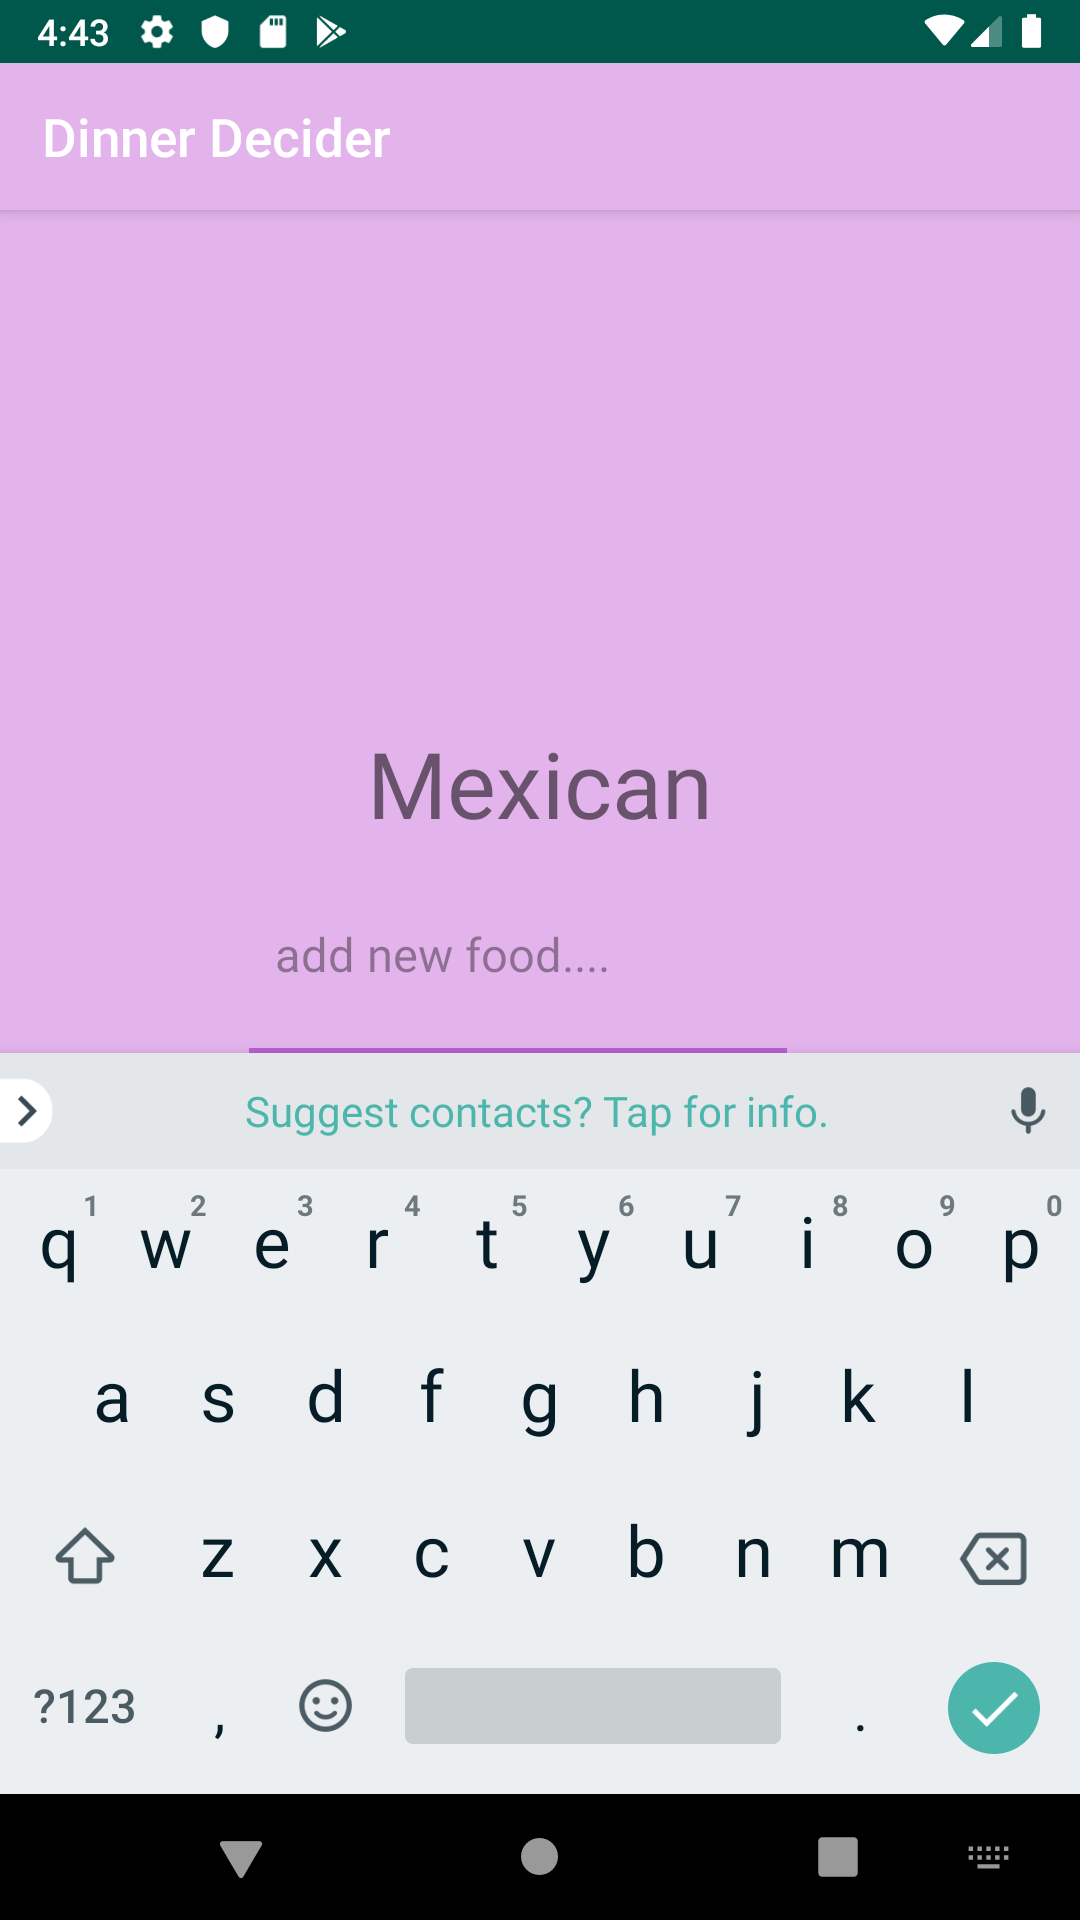 4:43
Dinner Decider
Mexican
add new food....
Suggest contacts? Tap for info.
q 1 w 2 e 3 r 4 t 5 y 6 u 7 i 8 o 9 p 0
a s d f g h j k l
z x c v b n m
?123 , .